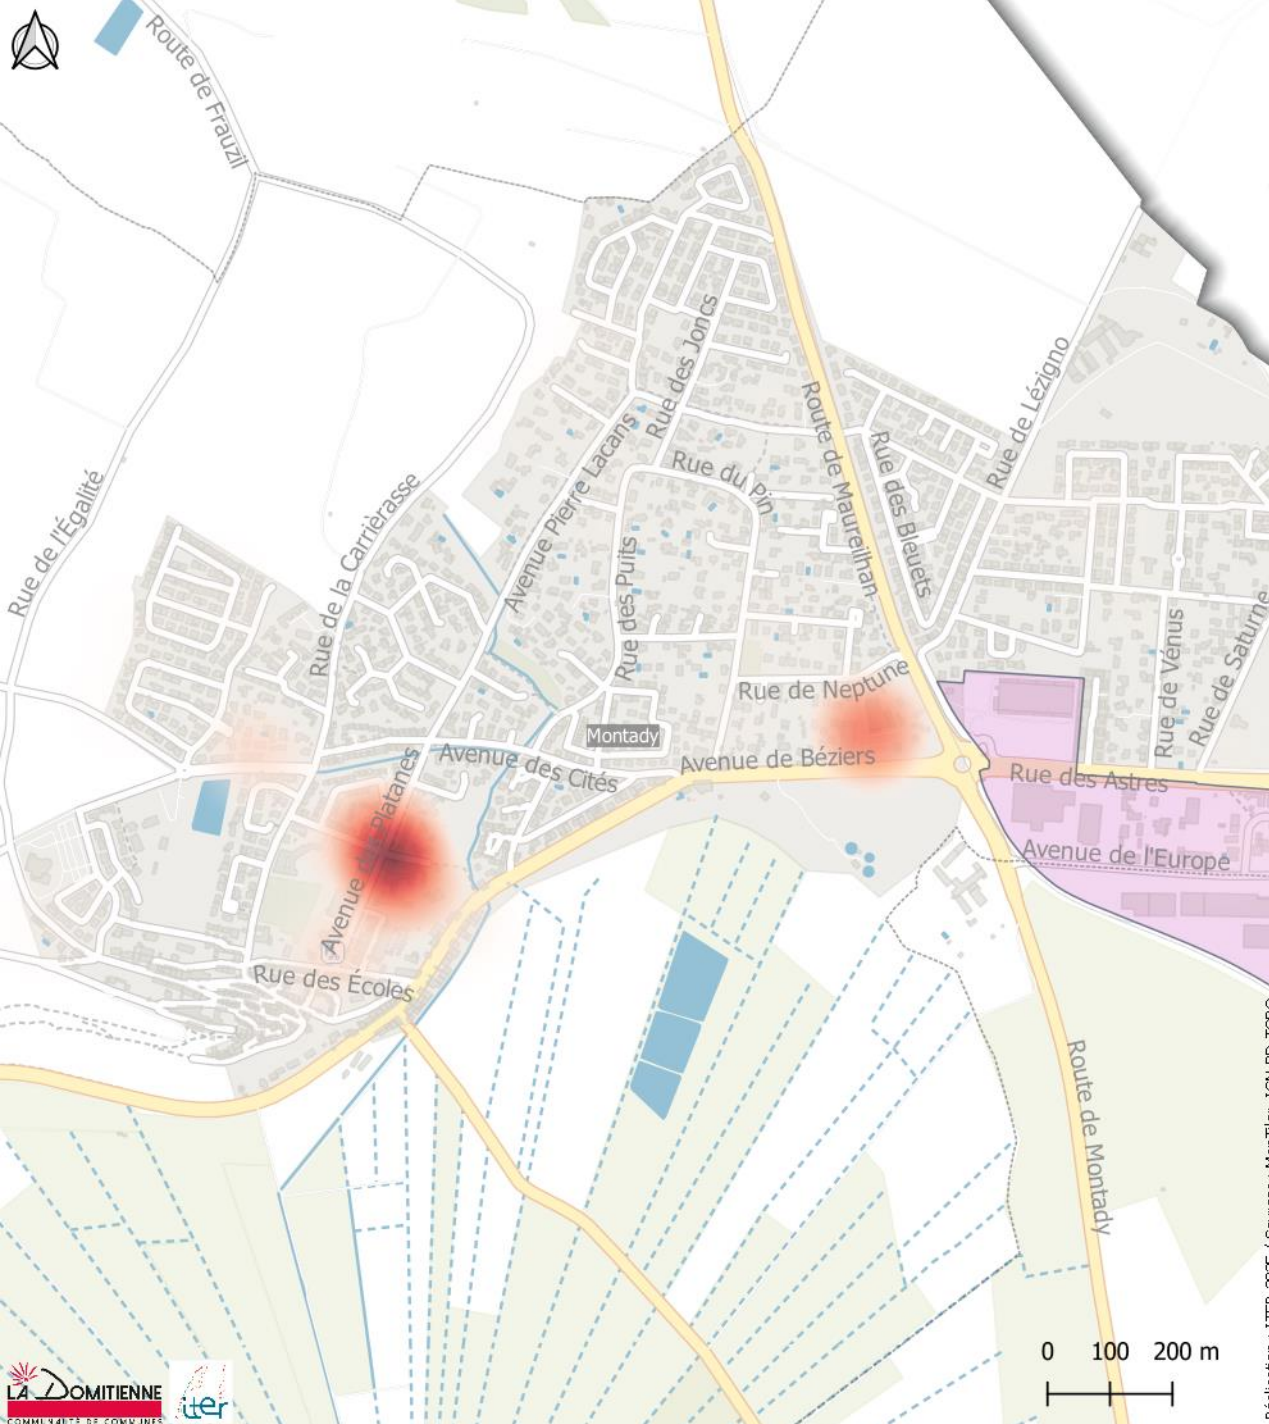 Route de Frauzil
Rue des Joncs
Rue de Lézigno
Route de Maureilhan
Avenue Pierre Lacans
Rue du Pin
Rue des Bleuets
Rue de l'Égalité
Rue de la Carrièrasse
Rue des Puits
Rue de Vénus
Rue de Saturne
Rue de Neptune
Montady
Avenue des Cités
Avenue de Béziers
Rue des Astres
Avenue des Platanes
Avenue de l'Europe
Rue des Écoles
Route de Montady
0 100 200 m
LA DOMITIENNE
COMMUNAUTÉ DE COMMUNES
iter